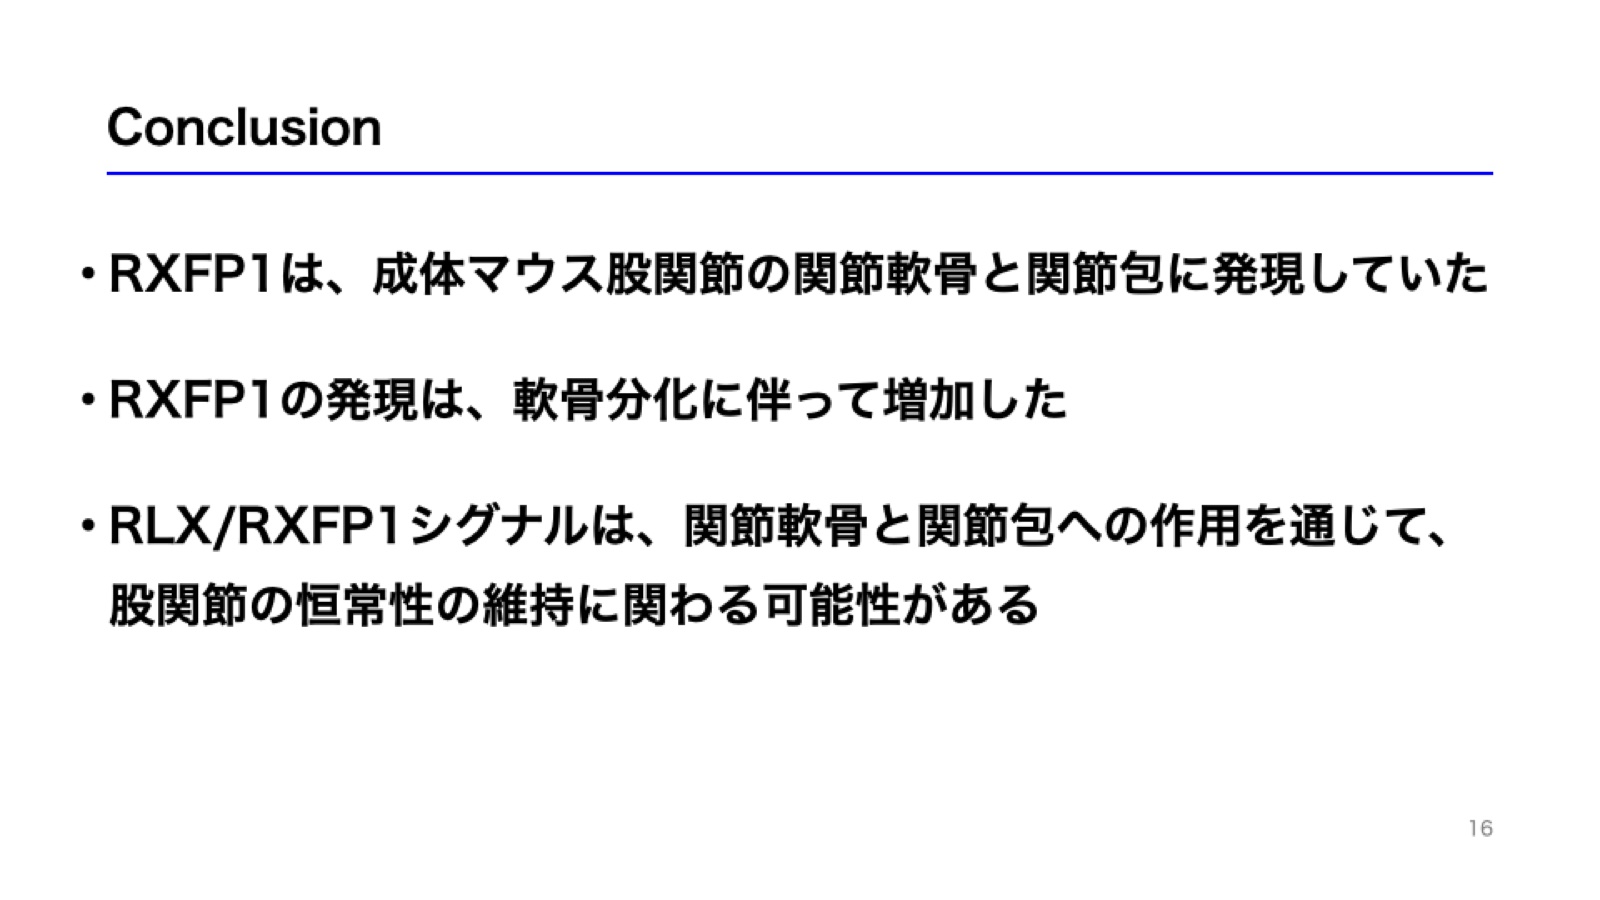 Conclusion
・RXFP1は、成体マウス股関節の関節軟骨と関節包に発現していた
・RXFP1の発現は、軟骨分化に伴って増加した
・RLX/RXFP1シグナルは、関節軟骨と関節包への作用を通じて、
股関節の恒常性の維持に関わる可能性がある
16